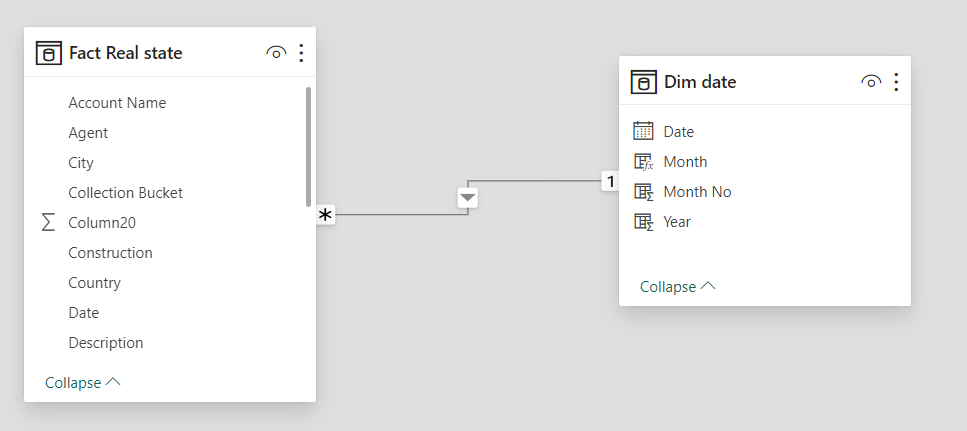 Fact Real state
Account Name
Agent
City
Collection Bucket
Column20
Construction
Country
Date
Description
Collapse
*
1
Dim date
Date
Month
Month No
Year
Collapse